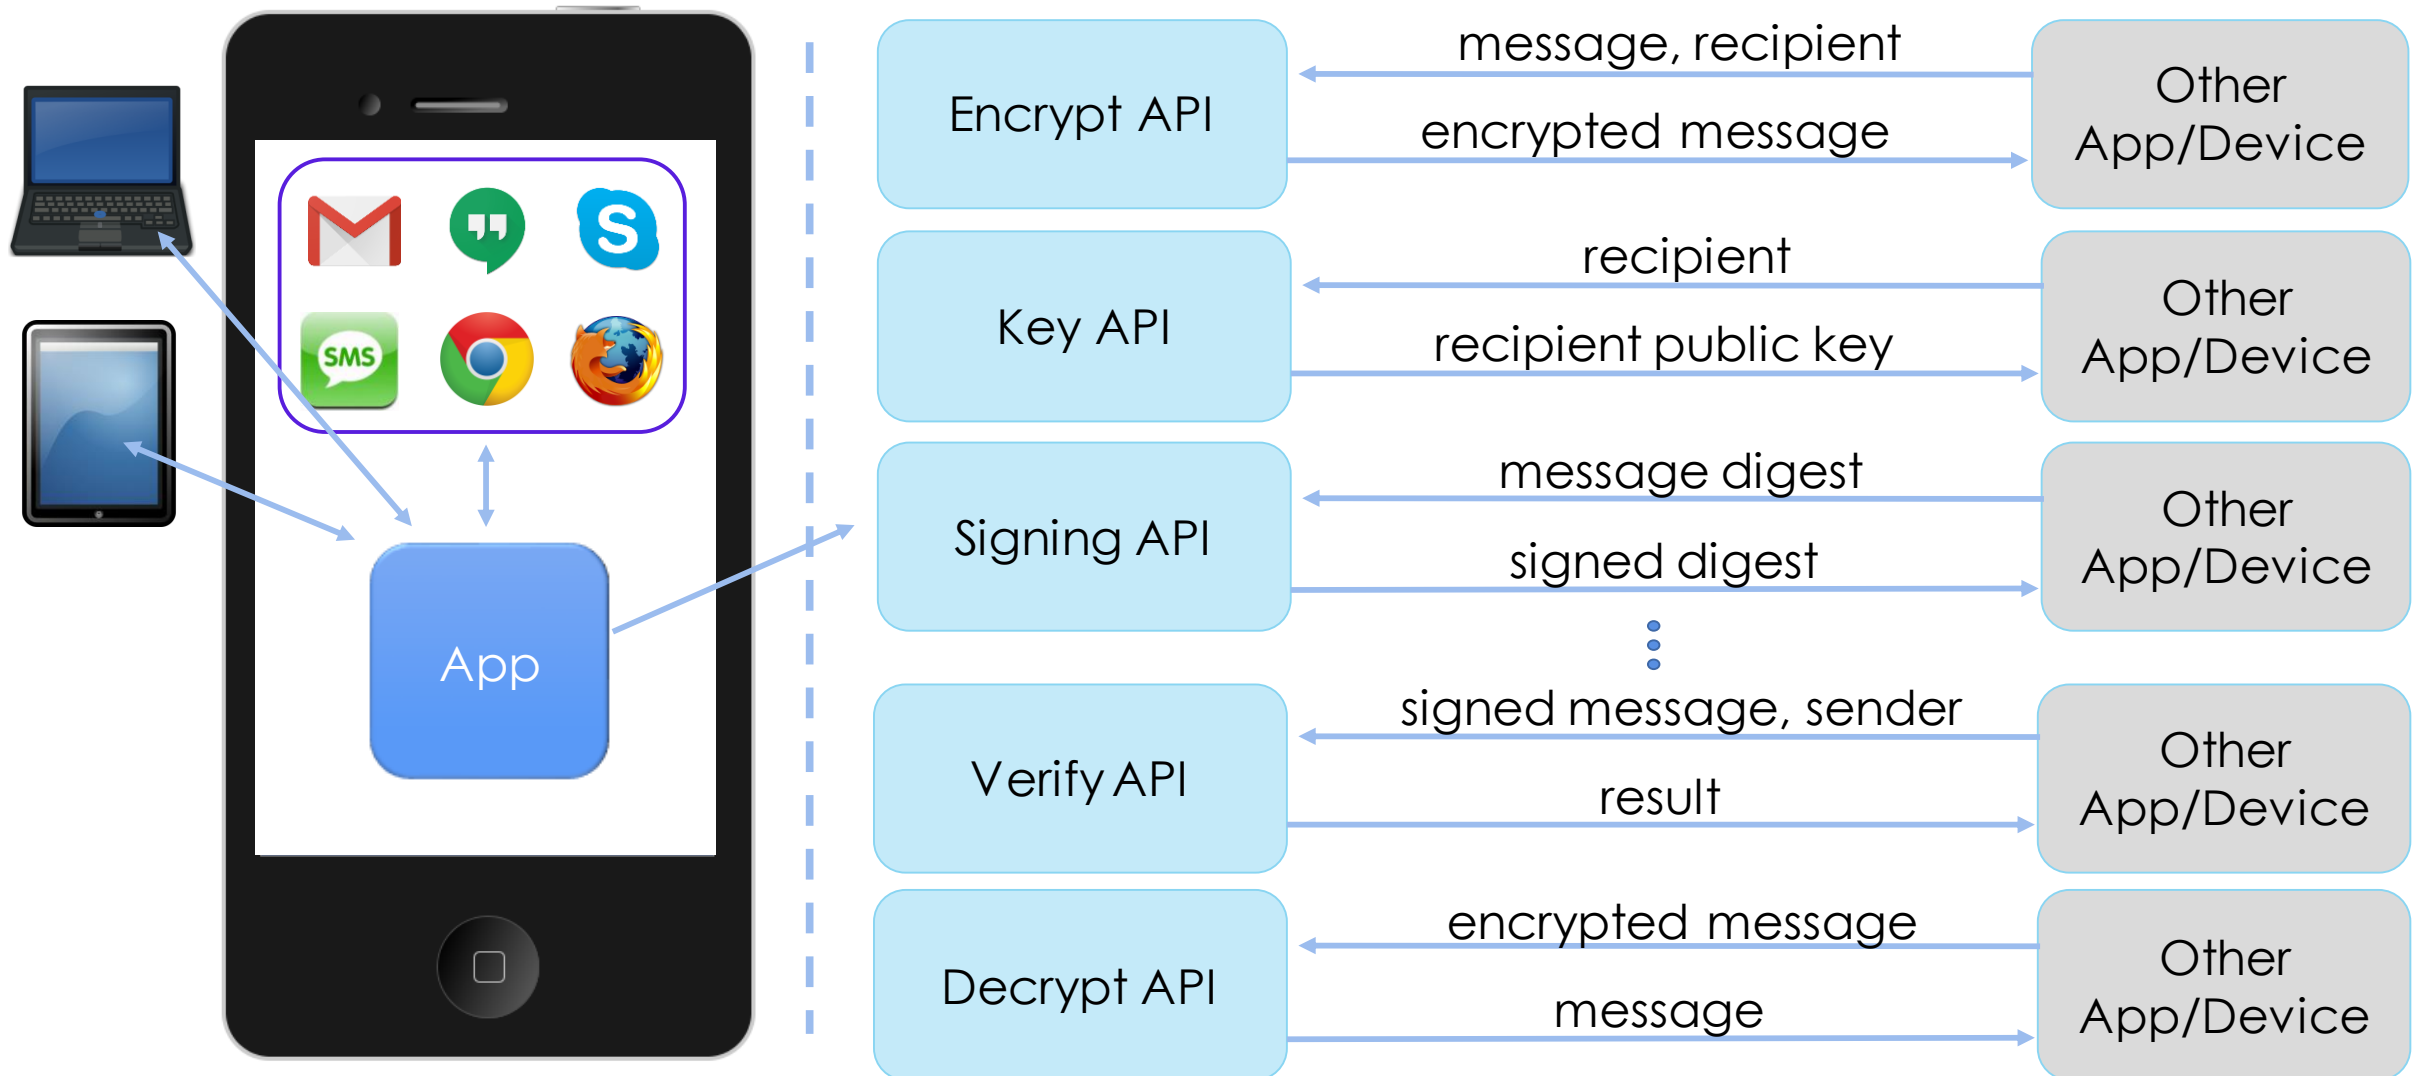 SMS
S
App
Encrypt API
message, recipient
encrypted message
Other
App/Device
Key API
recipient
recipient public key
Other
App/Device
Signing API
message digest
signed digest
Other
App/Device
Verify API
signed message, sender
result
Other
App/Device
Decrypt API
encrypted message
message
Other
App/Device